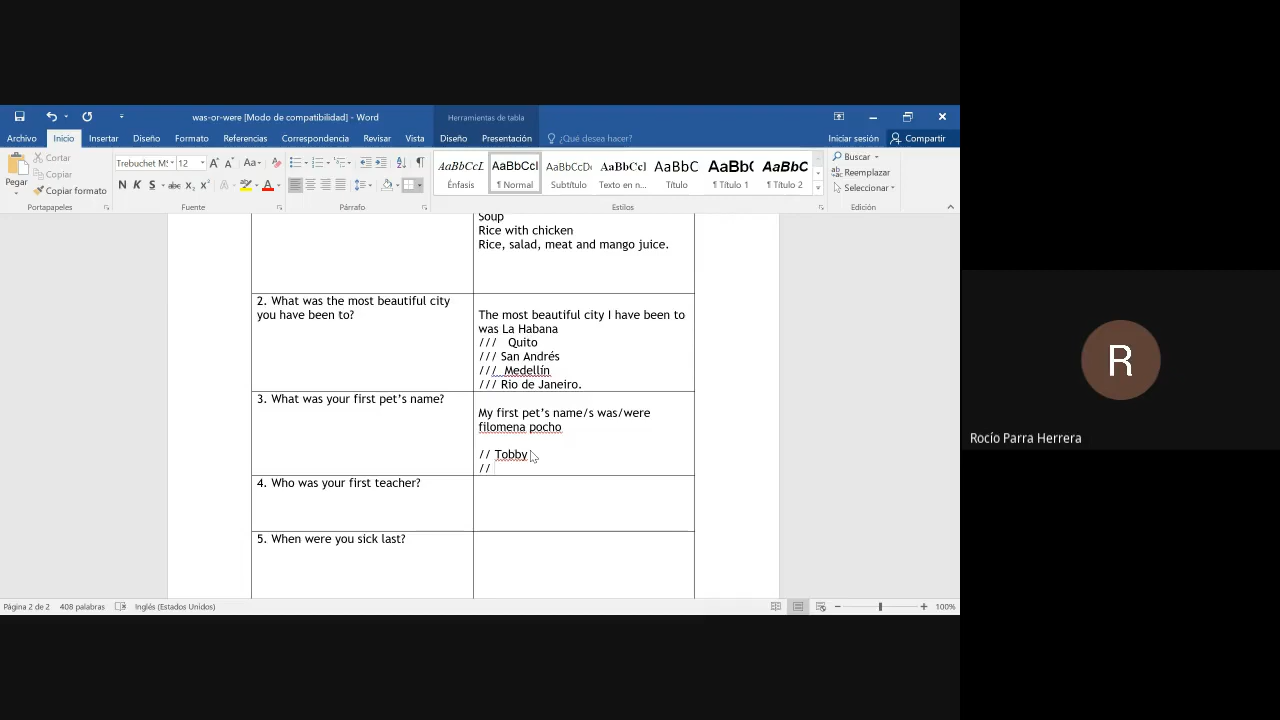 was-or-were [Modo de compatibilidad] - Word
Herramientas de tabla
Archivo Inicio Insertar Diseño Formato Referencias Correspondencia Revisar Vista Diseño Presentación ¿Qué desea hacer? Iniciar sesión Compartir
Pegar
Cortar
Copiar
Copiar formato
Portapapeles
Trebuchet M! 12
N K S abc x₂ x²
Fuente
Párrafo
AaBbCcL AaBbCcI AaBbCcDc AaBbCcI AaBbC AaBbC AaBbC
Énfasis ¶ Normal Subtítulo Texto en n... Título ¶ Título 1 ¶ Título 2
Estilos
Buscar
Reemplazar
Seleccionar
Edición
Soup
Rice with chicken
Rice, salad, meat and mango juice.
2. What was the most beautiful city
you have been to?
The most beautiful city I have been to
was La Habana
/// Quito
/// San Andrés
/// Medellín
/// Rio de Janeiro.
3. What was your first pet’s name?
My first pet’s name/s was/were
filomena pocho
// Tobby
//
4. Who was your first teacher?
5. When were you sick last?
Página 2 de 2 408 palabras Inglés (Estados Unidos) 100%
R
Rocío Parra Herrera